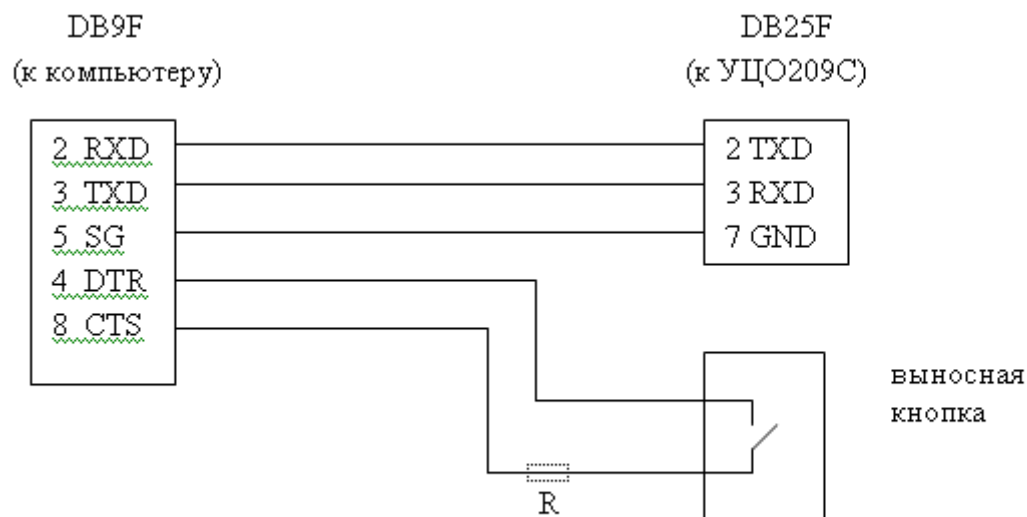 DB9F
(к компьютеру)
DB25F
(к УЦО209С)
2 RXD
3 TXD
5 SG
4 DTR
8 CTS
2 TXD
3 RXD
7 GND
выносная
кнопка
R